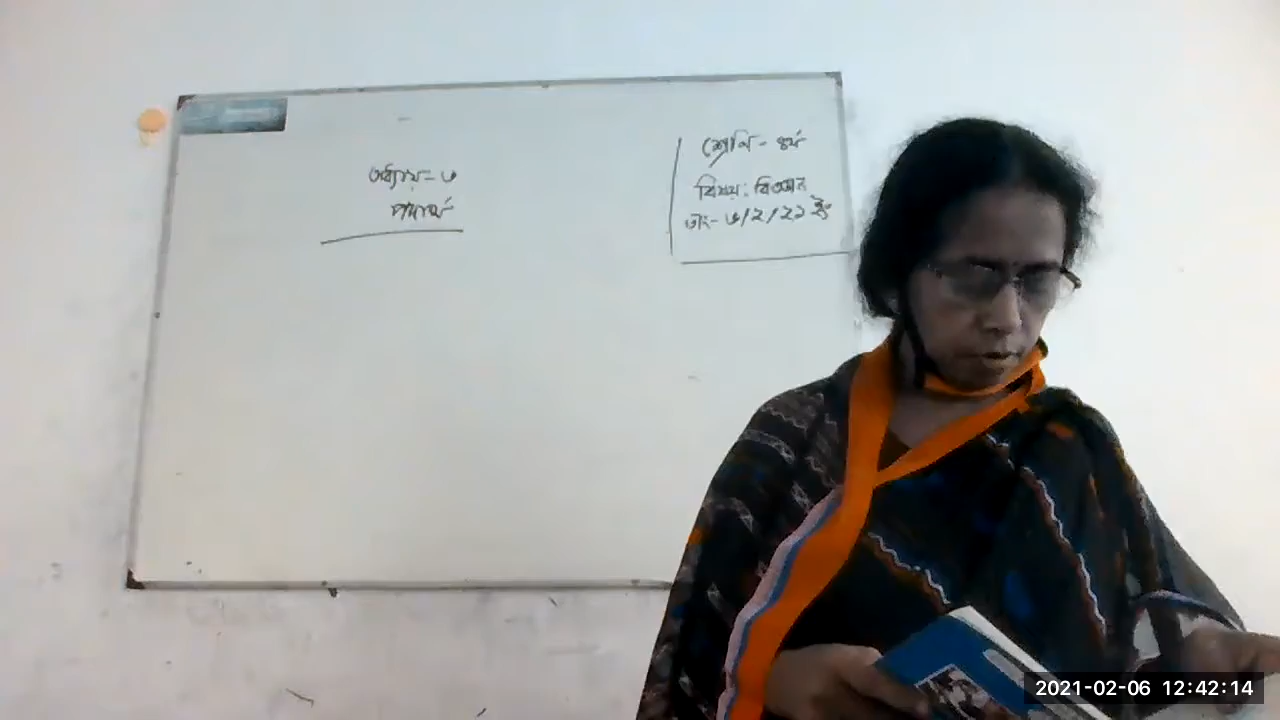 অধ্যায়- ৬
পদার্থ
শ্রেণি - ৪র্থ
বিষয়: বিজ্ঞান
তাং- ৬/২/২১ ইং
2021-02-06 12:42:14